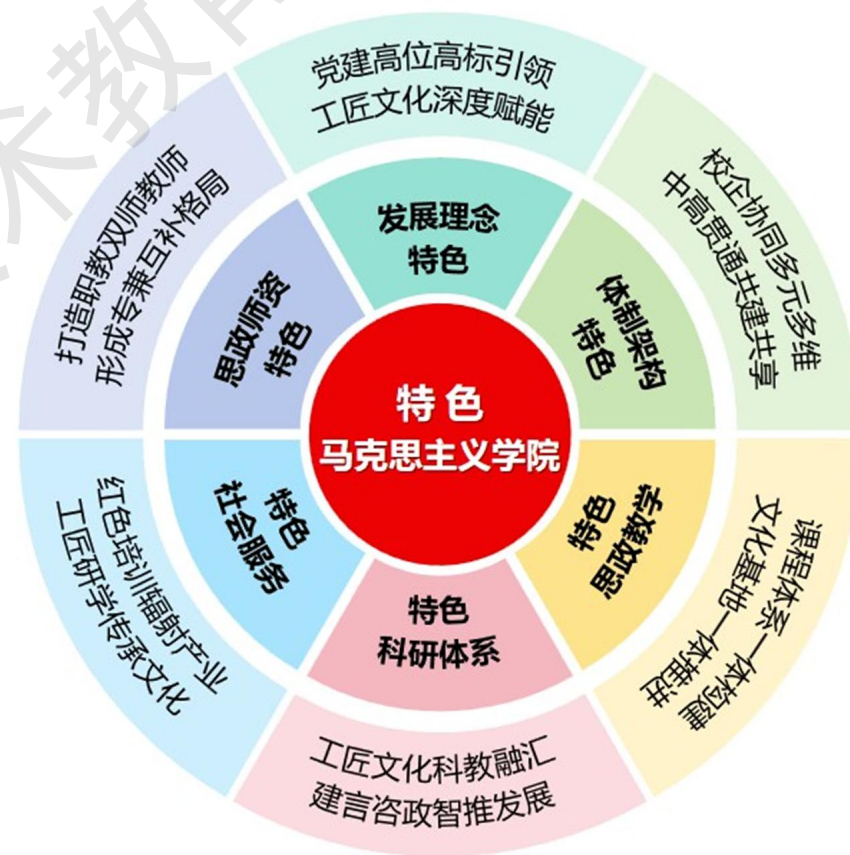 特色
马克思主义学院
发展理念
特色
党建高位高标引领
工匠文化深度赋能
体制架构
特色
校企协同多元多维
中高贯通共建共享
特色
思政教学
课程体系一体构建
文化基地一体推进
特色
科研体系
工匠文化科教融汇
建言咨政智推发展
特色
社会服务
红色培训辐射产业
工匠研学传承文化
思政师资
特色
打造职教双师教师
形成专兼互补格局
术教育